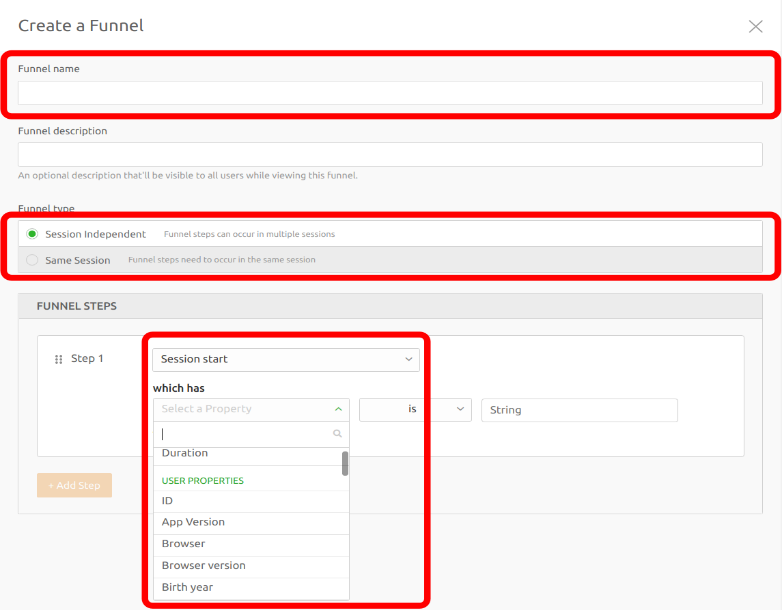 Create a Funnel
Funnel name
Funnel description
An optional description that'll be visible to all users while viewing this funnel.
Funnel type
Session Independent Funnel steps can occur in multiple sessions
Same Session Funnel steps need to occur in the same session
FUNNEL STEPS
Step 1 Session start
which has
Select a Property is String
Duration
USER PROPERTIES
+ Add Step
ID
App Version
Browser
Browser version
Birth year